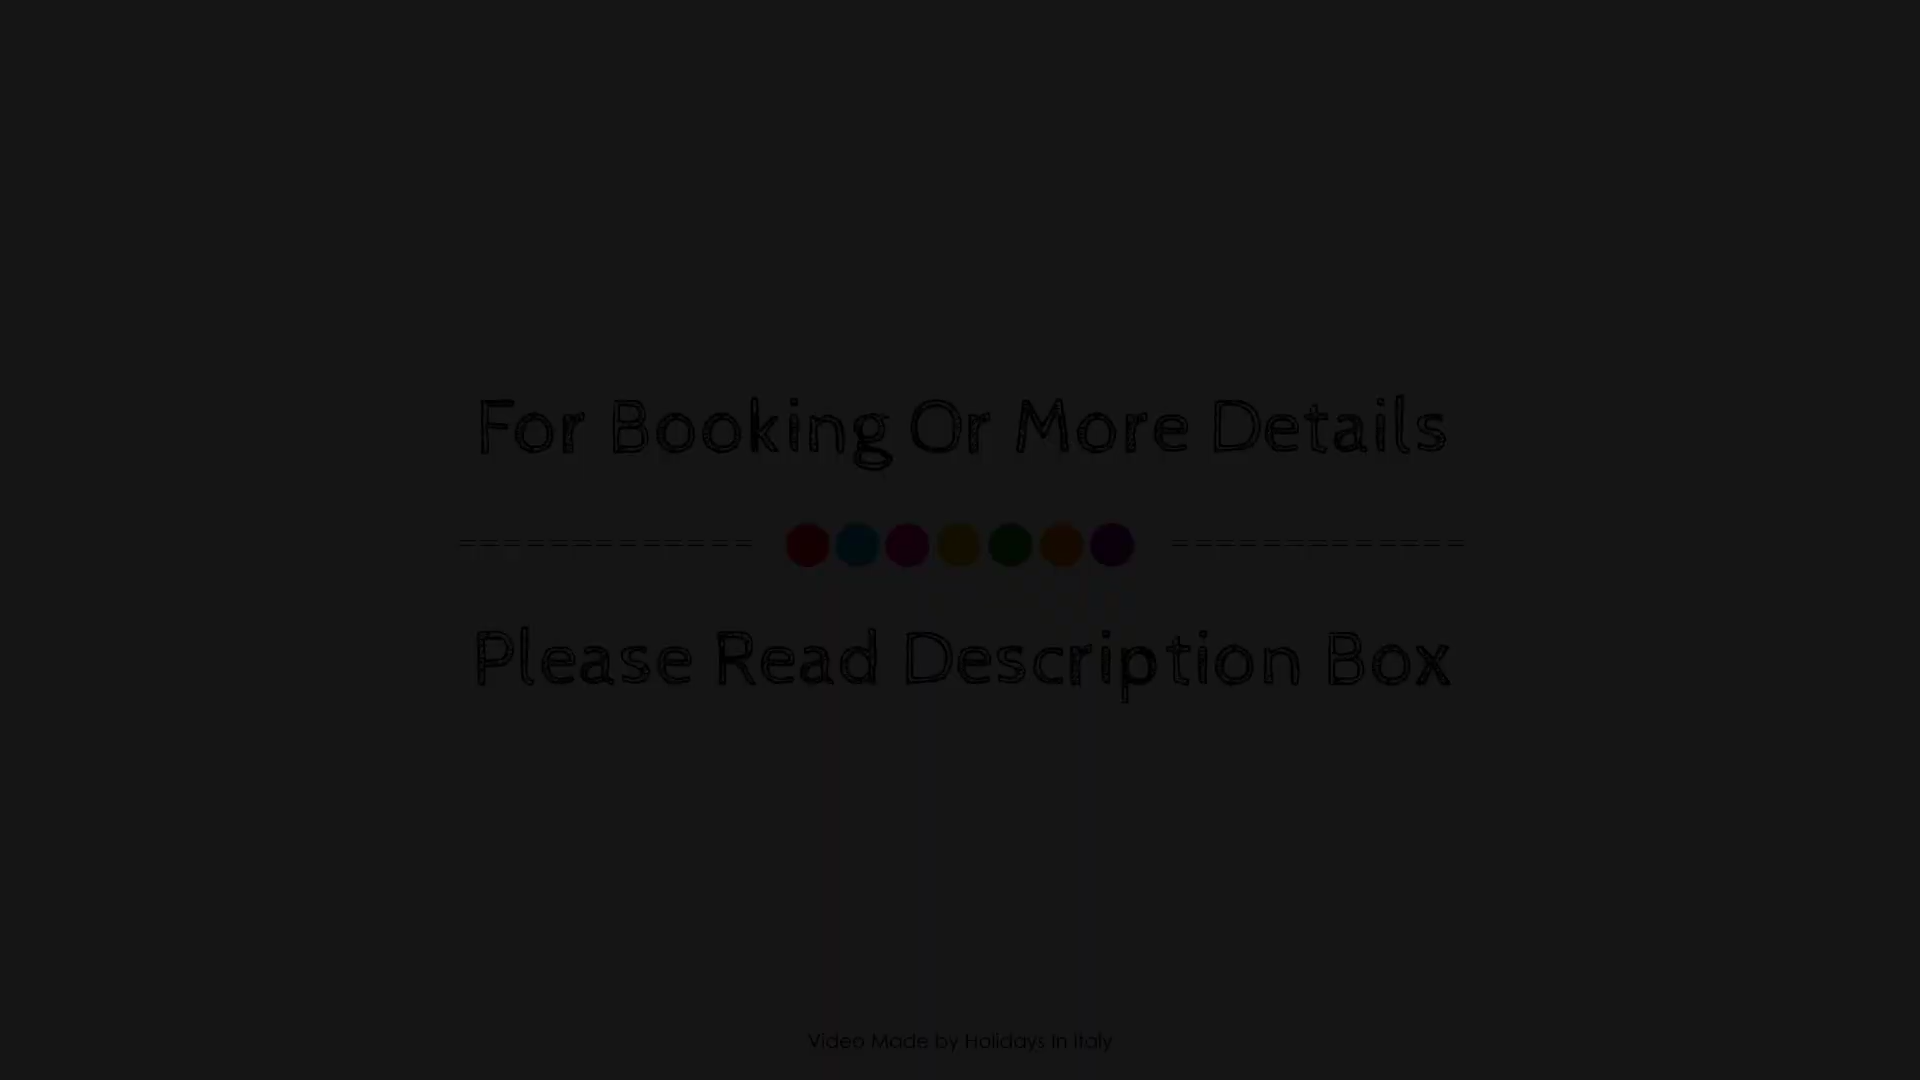 For Booking Or More Details
============= =============
Please Read Description Box
Video Made by Holidays In Italy